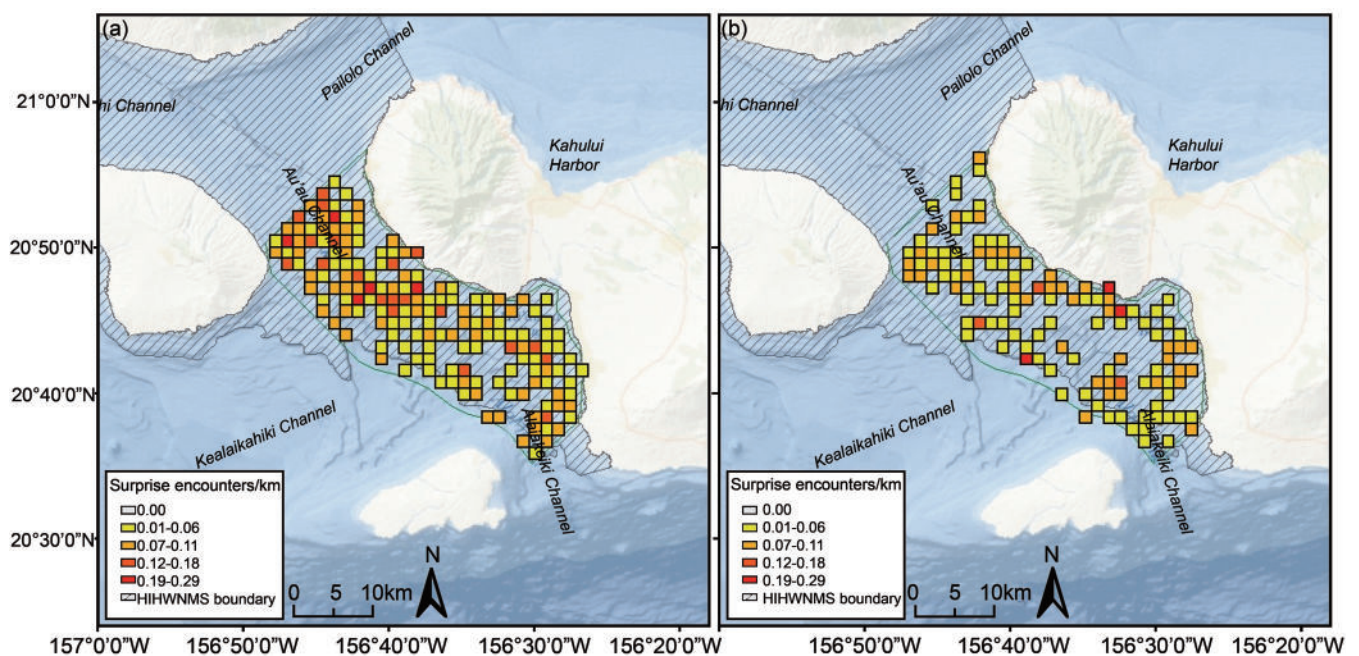 (a)
Pailolo Channel
hi Channel
Kahului
Harbor
Au'au Channel
Kealaikahiki Channel
Alalakeiki Channel
21°0'0"N
20°50'0"N
20°40'0"N
20°30'0"N
Surprise encounters/km
0.00
0.01-0.06
0.07-0.11
0.12-0.18
0.19-0.29
HIHWNMS boundary
N
0 5 10km
157°0'0"W
156°50'0"W
156°40'0"W
156°30'0"W
156°20'0"W
(b)
Pailolo Channel
hi Channel
Kahului
Harbor
Au'au Channel
Kealaikahiki Channel
Alalakeiki Channel
Surprise encounters/km
0.00
0.01-0.06
0.07-0.11
0.12-0.18
0.19-0.29
HIHWNMS boundary
N
0 5 10km
156°50'0"W
156°40'0"W
156°30'0"W
156°20'0"W